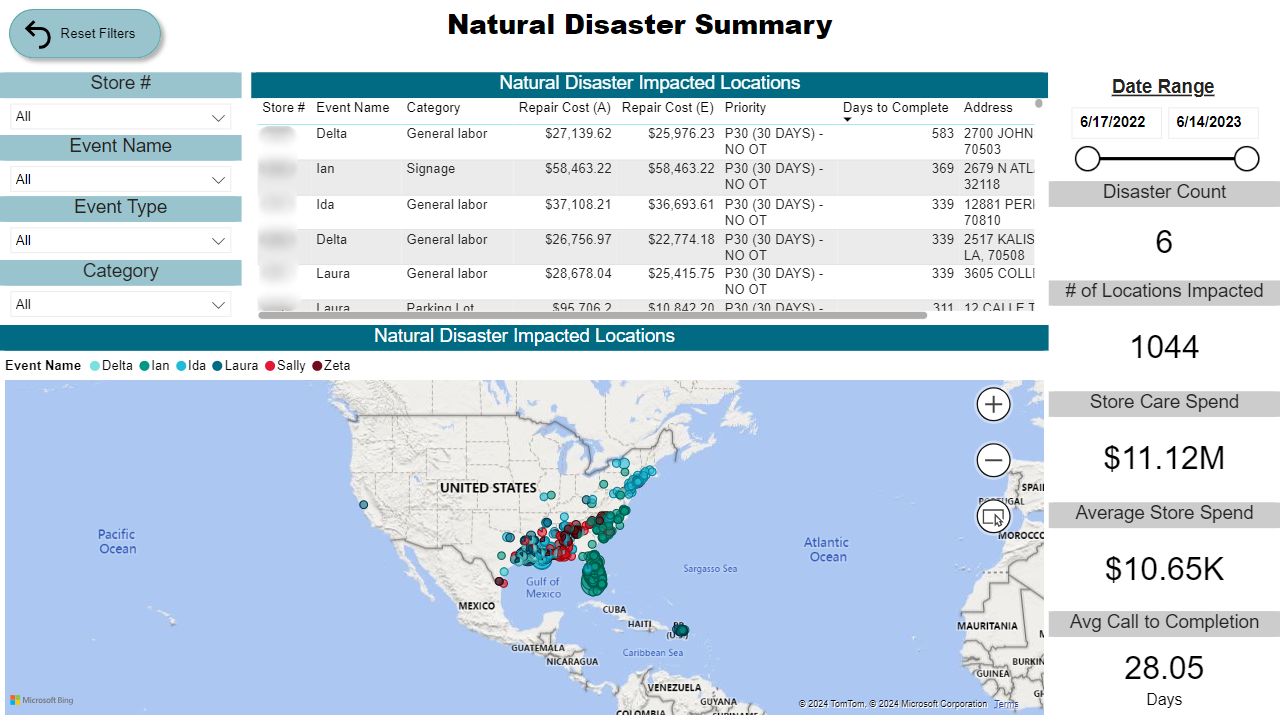 Natural Disaster Summary
Reset Filters
Store #
All
Event Name
All
Event Type
All
Category
All
Natural Disaster Impacted Locations
Store # Event Name Category Repair Cost (A) Repair Cost (E) Priority Days to Complete Address
Delta General labor $27,139.62 $25,976.23 P30 (30 DAYS) - 583 2700 JOHN
NO OT 70503
Ian Signage $58,463.22 $58,463.22 P30 (30 DAYS) - 369 2679 N ATL
NO OT 32118
Ida General labor $37,108.21 $36,693.61 P30 (30 DAYS) - 339 12881 PER
NO OT 70810
Delta General labor $26,756.97 $22,774.18 P30 (30 DAYS) - 339 2517 KALIS
NO OT LA, 70508
Laura General labor $28,678.04 $25,415.75 P30 (30 DAYS) - 339 3605 COLL
NO OT
Laura Parking Lot $95,706.2 $10,842.20 P30 (30 DAYS) - 311 12 CALLE T
Date Range
6/17/2022 6/14/2023
Disaster Count
6
# of Locations Impacted
1044
Store Care Spend
$11.12M
Average Store Spend
$10.65K
Avg Call to Completion
28.05
Days
Natural Disaster Impacted Locations
Event Name Delta Ian Ida Laura Sally Zeta
UNITED STATES
Pacific
Ocean
Atlantic
Ocean
Sargasso Sea
Gulf of
Mexico
MEXICO
CUBA
HAITI
PR
(U.S.)
Caribbean Sea
GUATEMALA
NICARAGUA
VENEZUELA
GUYANA
COLOMBIA
SPAI
PORTUGAL
MOROCCO
MAURITANIA
BURKIN
GUINEA
Microsoft Bing
© 2024 TomTom, © 2024 Microsoft Corporation Terms